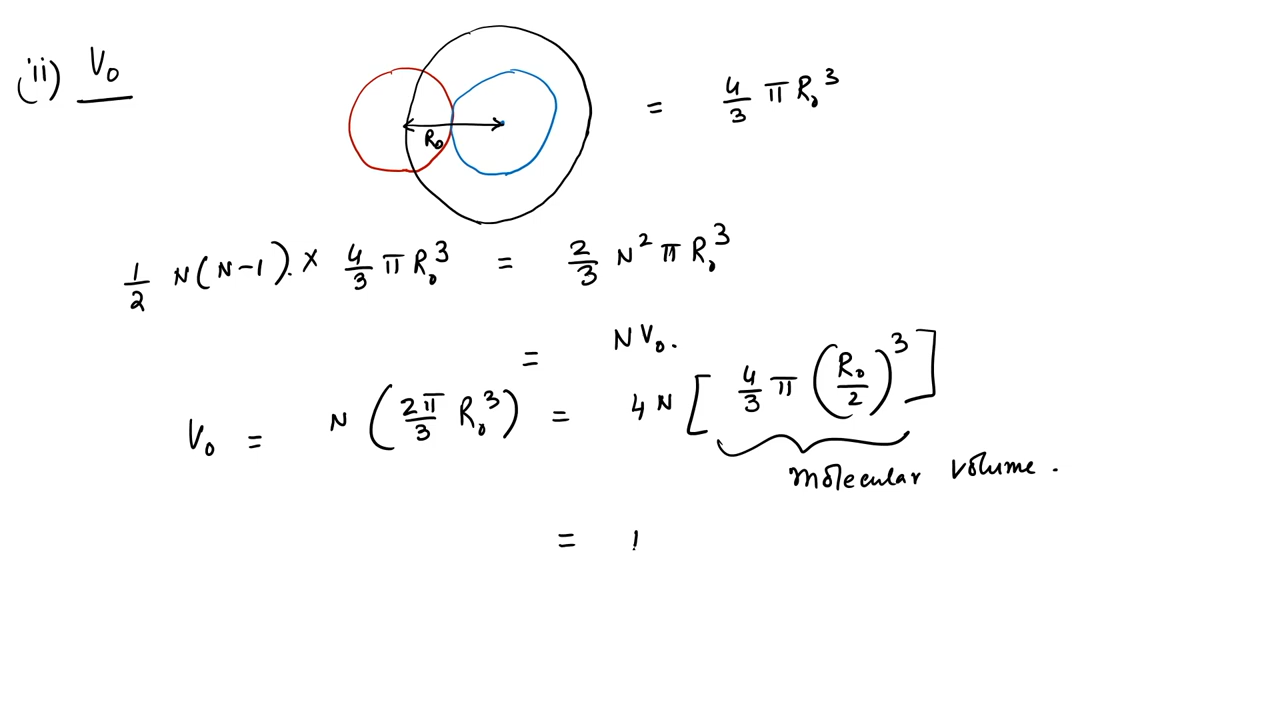 (ii) V₀
R₀
= 4/3 π R₀³
1/2 N(N-1). × 4/3 π R₀³ = 2/3 N² π R₀³
= N V₀.
V₀ = N (2π/3 R₀³) = 4N [4/3 π (R₀/2)³]
molecular volume.
=